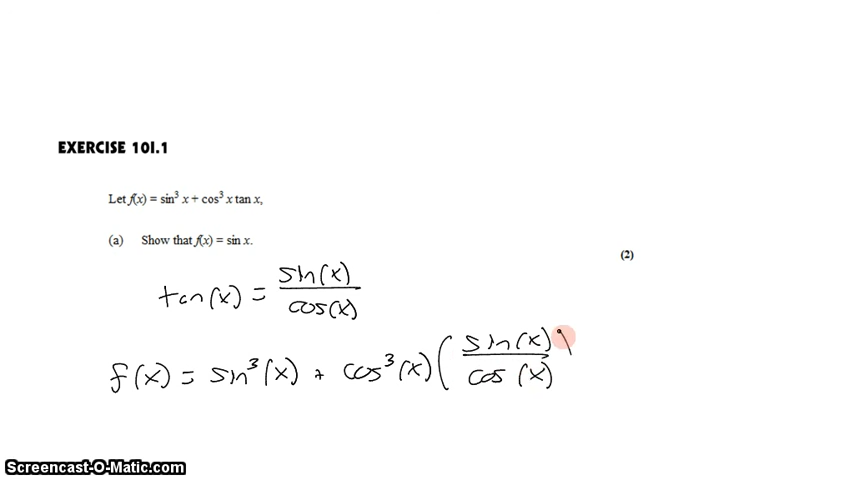 EXERCISE 10I.1
Let f(x) = sin³ x + cos³ x tan x,
(a) Show that f(x) = sin x.
(2)
tan(x) = sin(x) / cos(x)
f(x) = sin³(x) + cos³(x) ( sin(x) / cos(x) )
Screencast-O-Matic.com